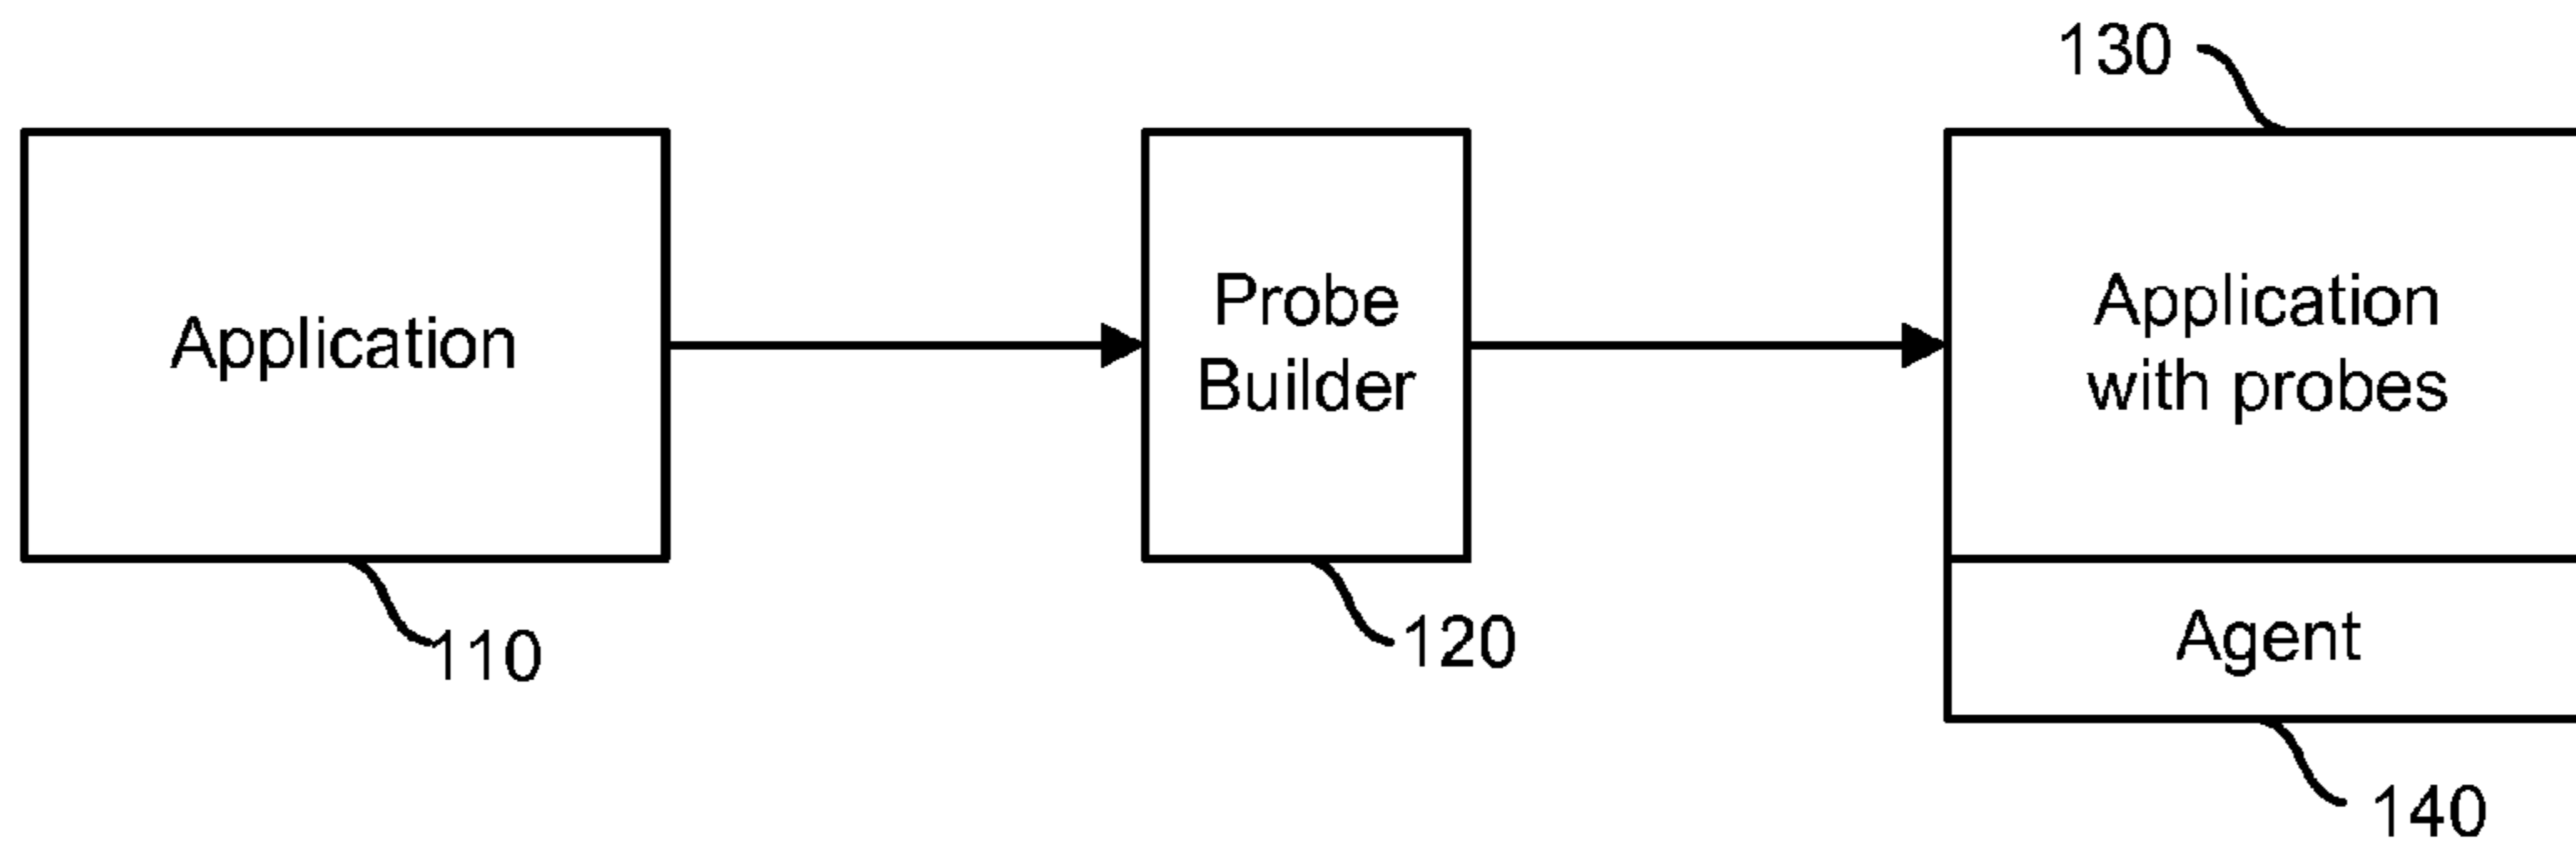 130
Application
Probe
Builder
Application
with probes
110
120
Agent
140